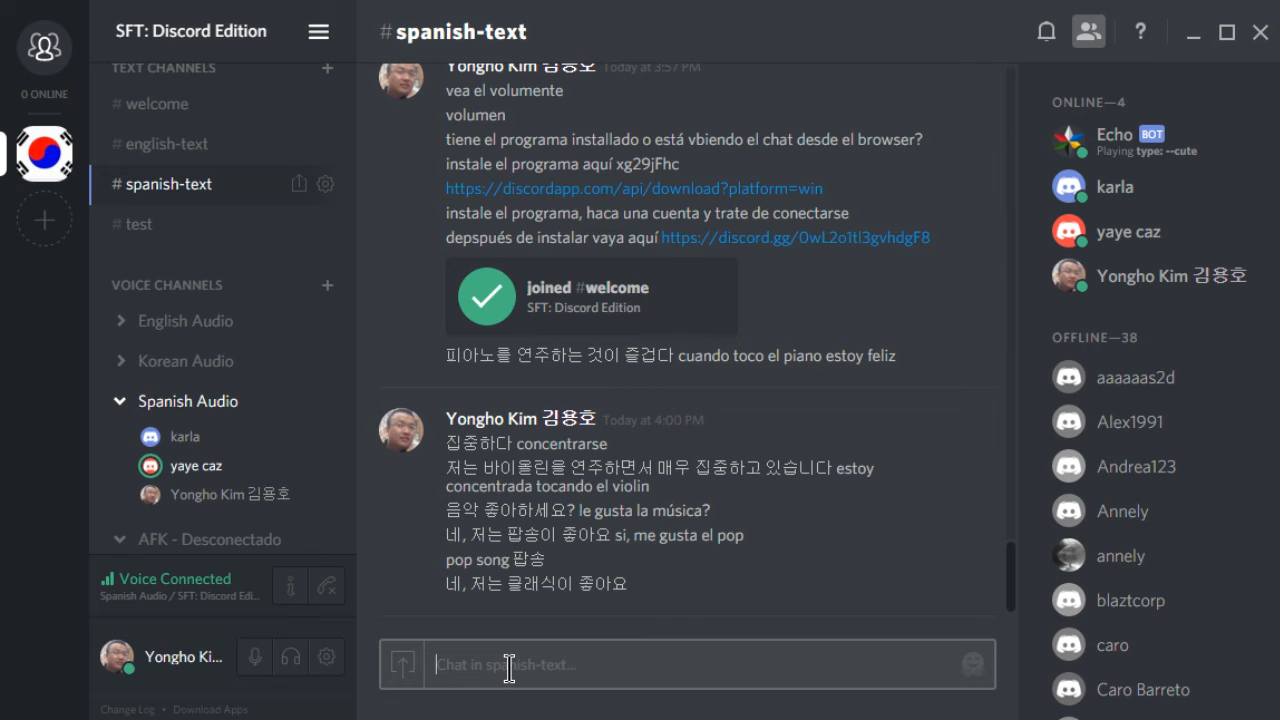 0 ONLINE
SFT: Discord Edition
TEXT CHANNELS
# welcome
# english-text
# spanish-text
# test
VOICE CHANNELS
English Audio
Korean Audio
Spanish Audio
karla
yaye caz
Yongho Kim 김용호
AFK - Desconectado
Voice Connected
Spanish Audio / SFT: Discord Edi...
Yongho Ki...
Change Log • Download Apps
# spanish-text
Yongho Kim 김용호 Today at 3:57 PM
vea el volumente
volumen
tiene el programa installado o está vbiendo el chat desde el browser?
instale el programa aquí xg29jFhc
https://discordapp.com/api/download?platform=win
instale el programa, haca una cuenta y trate de conectarse
depspués de instalar vaya aquí https://discord.gg/0wL2o1tl3gvhdgF8
joined #welcome
SFT: Discord Edition
피아노를 연주하는 것이 즐겁다 cuando toco el piano estoy feliz
Yongho Kim 김용호 Today at 4:00 PM
집중하다 concentrarse
저는 바이올린을 연주하면서 매우 집중하고 있습니다 estoy
concentrada tocando el violin
음악 좋아하세요? le gusta la música?
네, 저는 팝송이 좋아요 si, me gusta el pop
pop song 팝송
네, 저는 클래식이 좋아요
Chat in spanish-text...
ONLINE—4
Echo BOT
Playing type: --cute
karla
yaye caz
Yongho Kim 김용호
OFFLINE—38
aaaaaas2d
Alex1991
Andrea123
Annely
annely
blaztcorp
caro
Caro Barreto